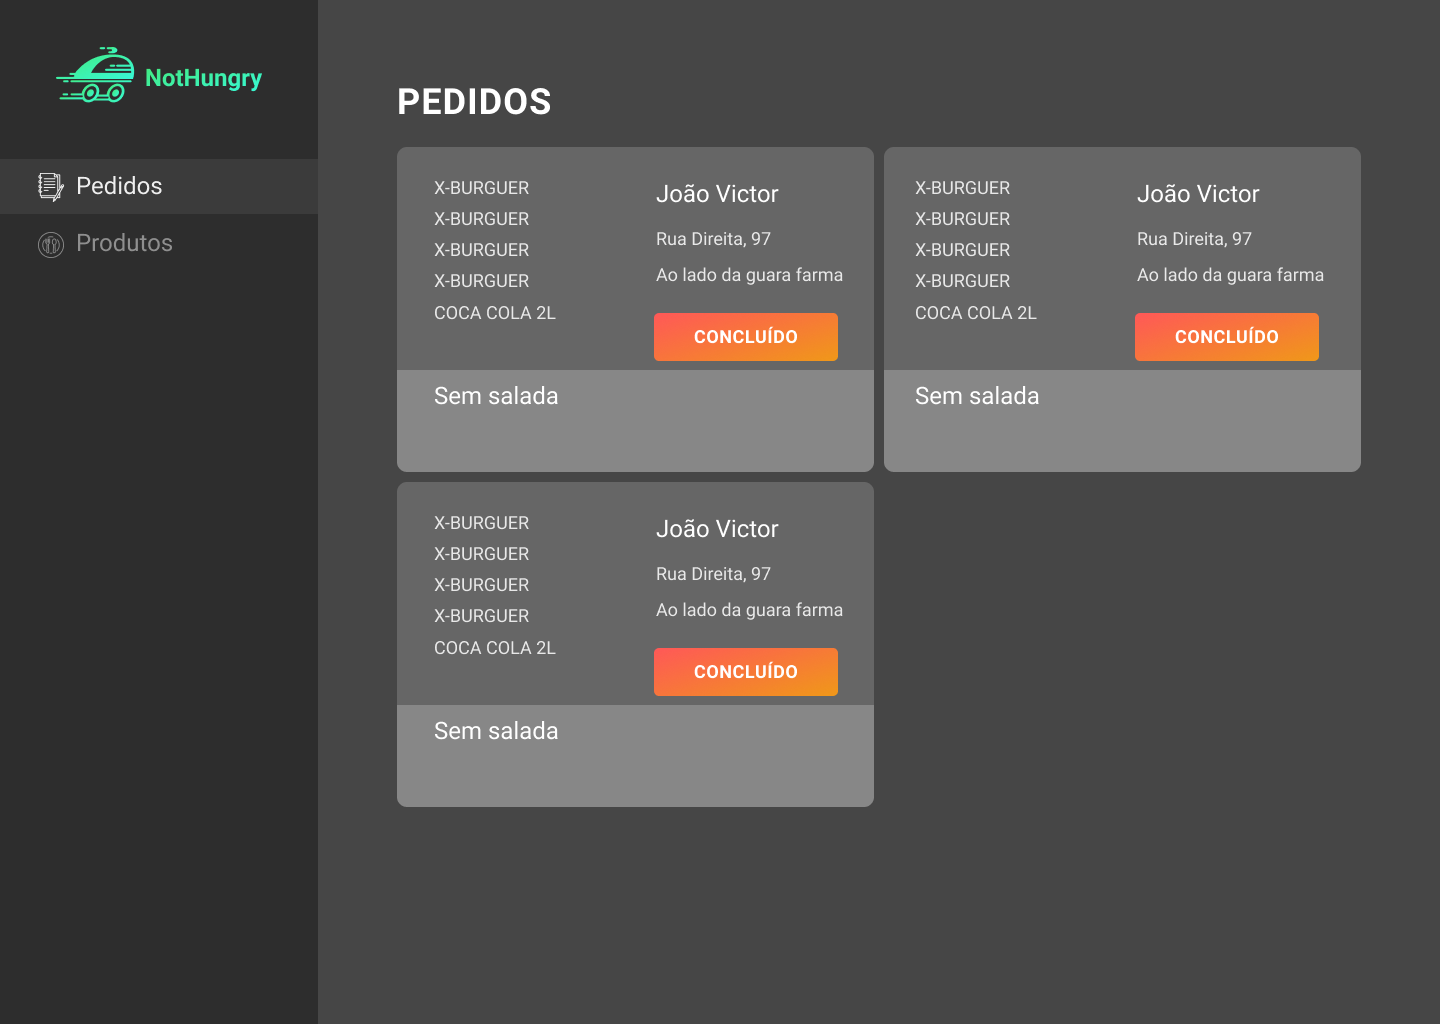 NotHungry
Pedidos
Produtos
PEDIDOS
X-BURGUER
X-BURGUER
X-BURGUER
X-BURGUER
COCA COLA 2L
João Victor
Rua Direita, 97
Ao lado da guara farma
CONCLUÍDO
Sem salada
X-BURGUER
X-BURGUER
X-BURGUER
X-BURGUER
COCA COLA 2L
João Victor
Rua Direita, 97
Ao lado da guara farma
CONCLUÍDO
Sem salada
X-BURGUER
X-BURGUER
X-BURGUER
X-BURGUER
COCA COLA 2L
João Victor
Rua Direita, 97
Ao lado da guara farma
CONCLUÍDO
Sem salada